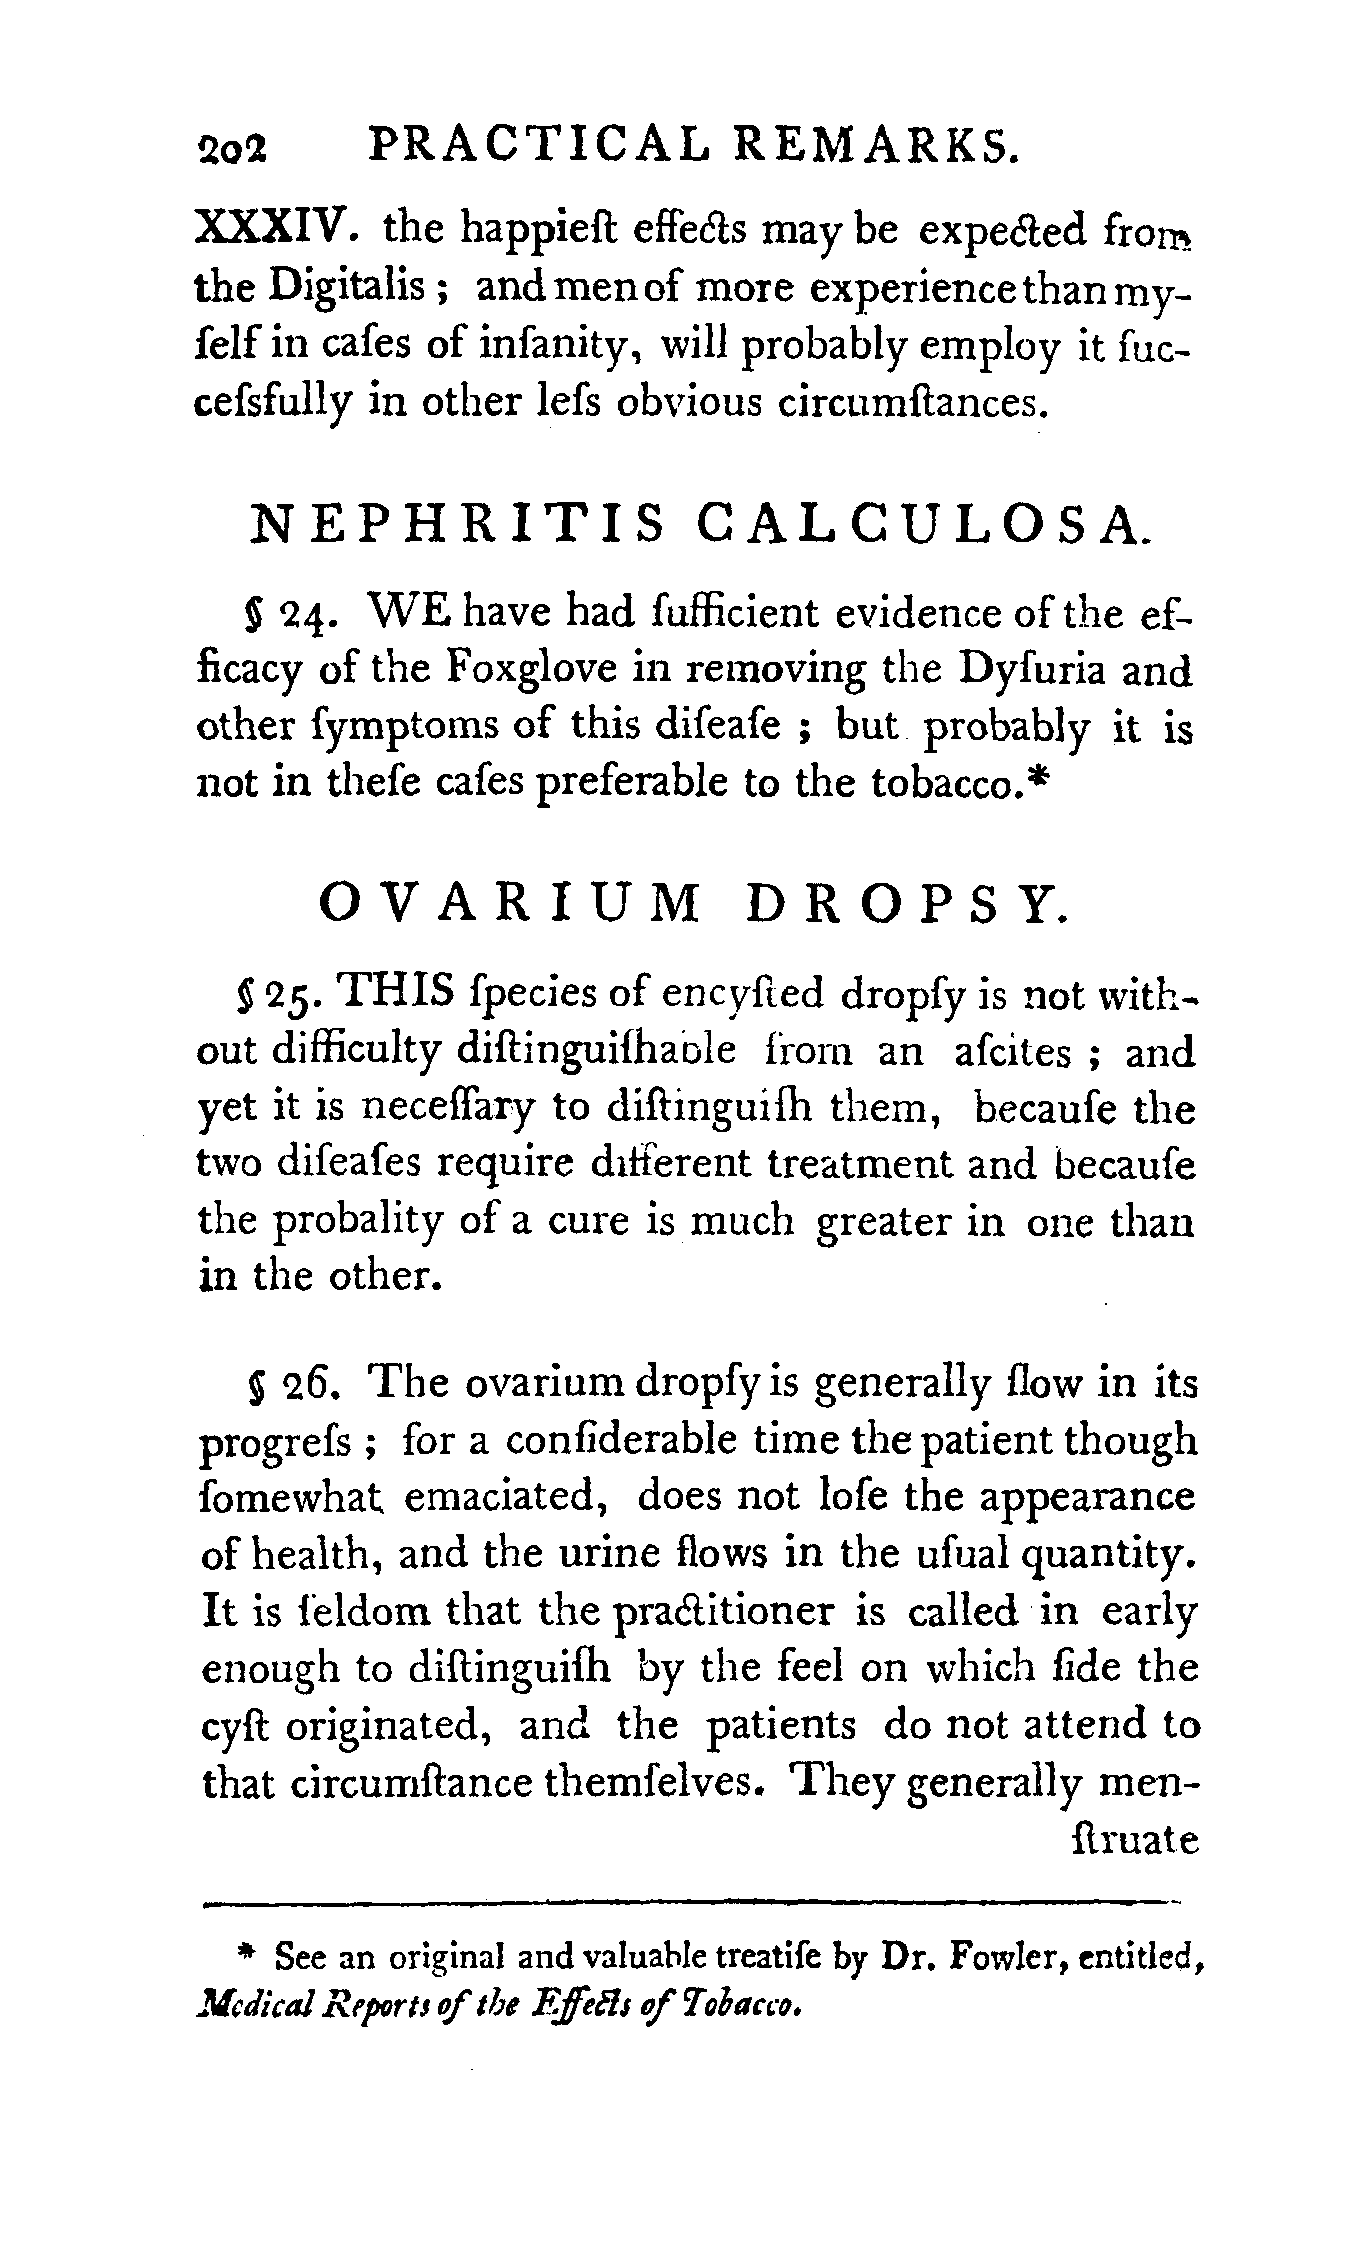 202 PRACTICAL REMARKS.
XXXIV. the happieſt effects may be expected from
the Digitalis ; and men of more experience than my-
ſelf in caſes of inſanity, will probably employ it ſuc-
ceſsfully in other leſs obvious circumſtances.
NEPHRITIS CALCULOSA.
§ 24. WE have had ſufficient evidence of the ef-
ficacy of the Foxglove in removing the Dyſuria and
other ſymptoms of this diſeaſe ; but probably it is
not in theſe caſes preferable to the tobacco.*
OVARIUM DROPSY.
§ 25. THIS ſpecies of encyſted dropſy is not with-
out difficulty diſtinguiſhable from an aſcites ; and
yet it is neceſſary to diſtinguiſh them, becauſe the
two diſeaſes require different treatment and becauſe
the probality of a cure is much greater in one than
in the other.
§ 26. The ovarium dropſy is generally ſlow in its
progreſs ; for a conſiderable time the patient though
ſomewhat emaciated, does not loſe the appearance
of health, and the urine flows in the uſual quantity.
It is ſeldom that the practitioner is called in early
enough to diſtinguiſh by the feel on which ſide the
cyſt originated, and the patients do not attend to
that circumſtance themſelves. They generally men-
ſtruate
* See an original and valuable treatiſe by Dr. Fowler, entitled,
Medical Reports of the Effects of Tobacco.